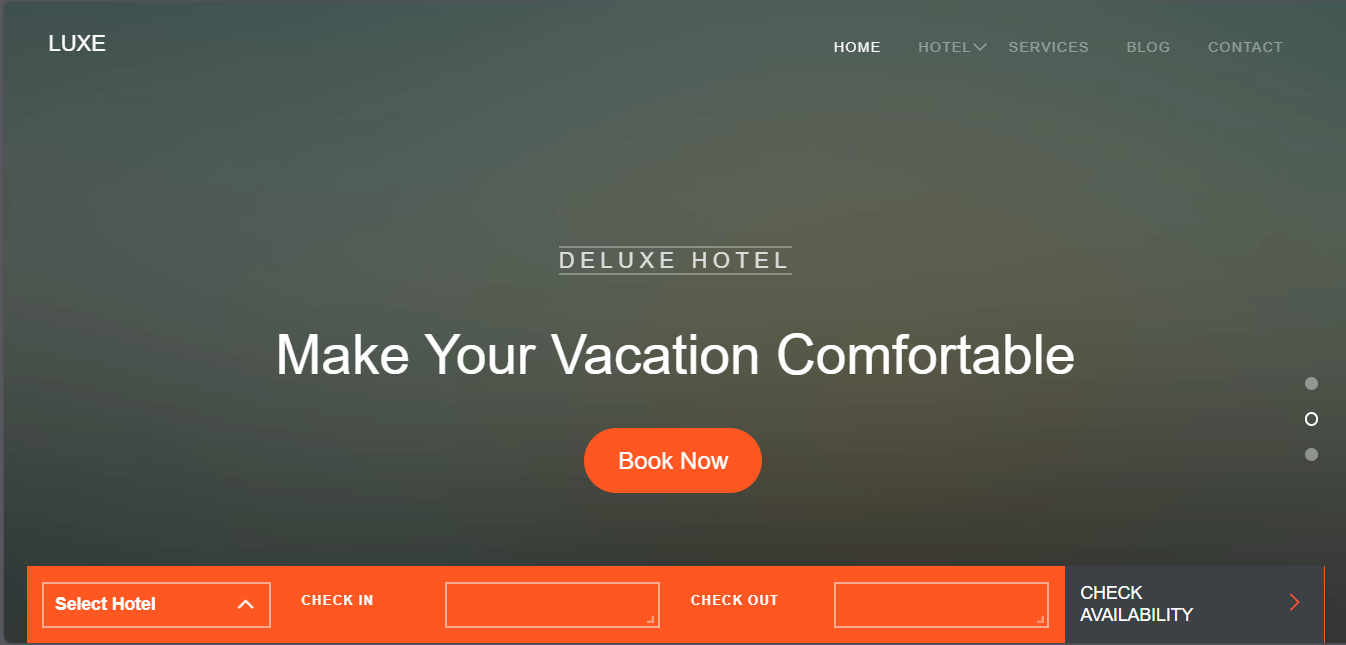 LUXE
HOME HOTEL SERVICES BLOG CONTACT
DELUXE HOTEL
Make Your Vacation Comfortable
Book Now
Select Hotel CHECK IN CHECK OUT CHECK
AVAILABILITY